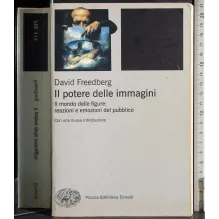 David Freedberg
Il potere delle immagini
Il mondo delle figure:
reazioni e emozioni del pubblico
Con una nuova introduzione
Piccola Biblioteca Einaudi